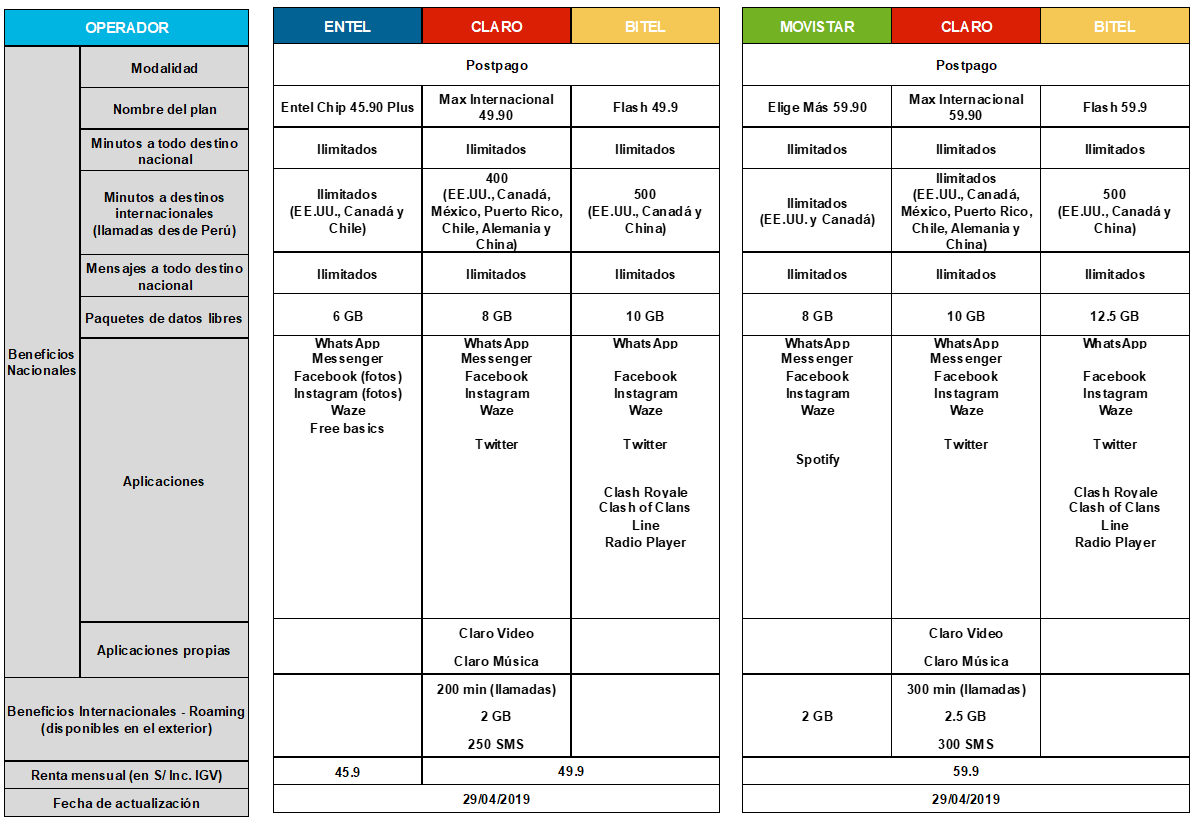 OPERADOR ENTEL CLARO BITEL MOVISTAR CLARO BITEL
Modalidad Postpago Postpago
Nombre del plan Entel Chip 45.90 Plus Max Internacional 49.90 Flash 49.9 Elige Más 59.90 Max Internacional 59.90 Flash 59.9
Minutos a todo destino nacional Ilimitados Ilimitados Ilimitados Ilimitados Ilimitados Ilimitados
Minutos a destinos internacionales (llamadas desde Perú) Ilimitados (EE.UU., Canadá y Chile) 400 (EE.UU., Canadá, México, Puerto Rico, Chile, Alemania y China) 500 (EE.UU., Canadá y China) Ilimitados (EE.UU. y Canadá) Ilimitados (EE.UU., Canadá, México, Puerto Rico, Chile, Alemania y China) 500 (EE.UU., Canadá y China)
Mensajes a todo destino nacional Ilimitados Ilimitados Ilimitados Ilimitados Ilimitados Ilimitados
Paquetes de datos libres 6 GB 8 GB 10 GB 8 GB 10 GB 12.5 GB
Beneficios Nacionales
Aplicaciones
WhatsApp WhatsApp WhatsApp WhatsApp WhatsApp WhatsApp
Messenger Messenger Messenger Messenger
Facebook (fotos) Facebook Facebook Facebook Facebook Facebook
Instagram (fotos) Instagram Instagram Instagram Instagram Instagram
Waze Waze Waze Waze Waze Waze
Free basics
Twitter Twitter Twitter Twitter
Spotify
Clash Royale Clash Royale
Clash of Clans Clash of Clans
Line Line
Radio Player Radio Player
Aplicaciones propias
Claro Video Claro Video
Claro Música Claro Música
Beneficios Internacionales - Roaming (disponibles en el exterior)
200 min (llamadas) 300 min (llamadas)
2 GB 2 GB 2.5 GB
250 SMS 300 SMS
Renta mensual (en S/ Inc. IGV) 45.9 49.9 59.9
Fecha de actualización 29/04/2019 29/04/2019